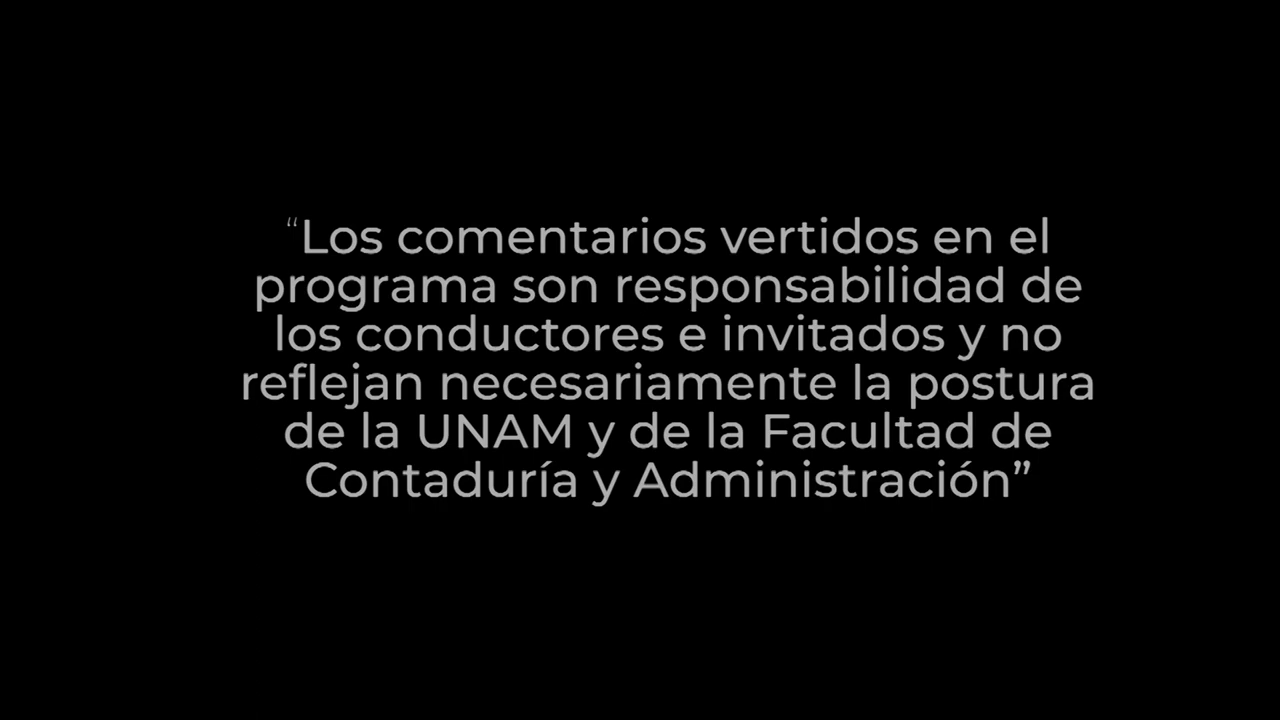 “Los comentarios vertidos en el
programa son responsabilidad de
los conductores e invitados y no
reflejan necesariamente la postura
de la UNAM y de la Facultad de
Contaduría y Administración”